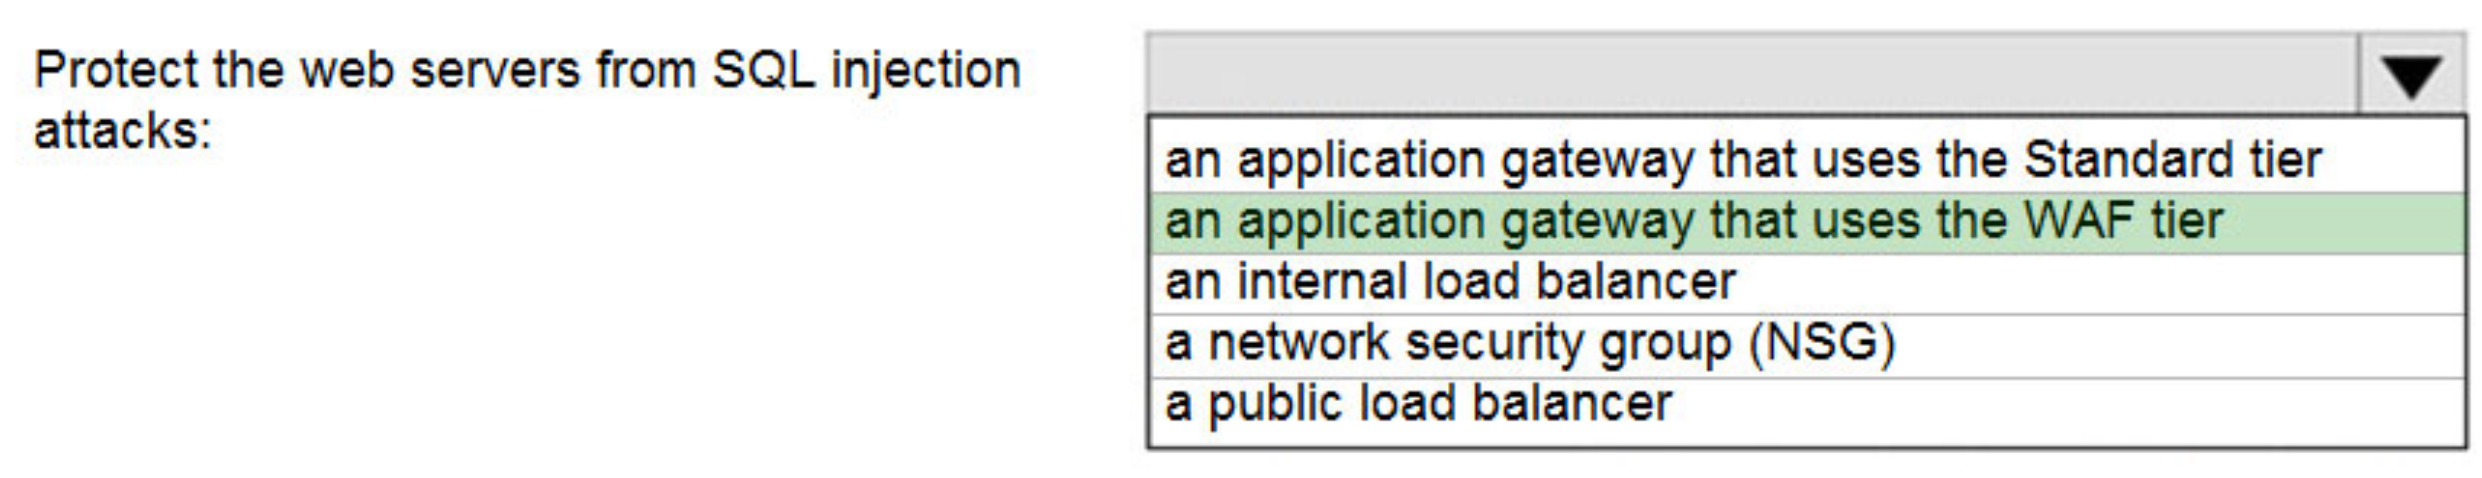 Protect the web servers from SQL injection
attacks:
an application gateway that uses the Standard tier
an application gateway that uses the WAF tier
an internal load balancer
a network security group (NSG)
a public load balancer